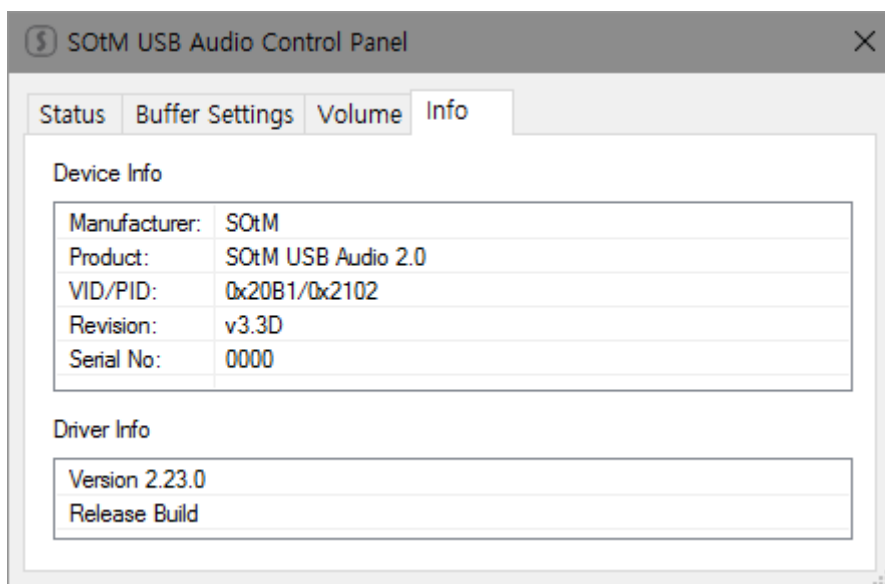 SOtM USB Audio Control Panel
Status Buffer Settings Volume Info
Device Info
Manufacturer: SOtM
Product: SOtM USB Audio 2.0
VID/PID: 0x20B1/0x2102
Revision: v3.3D
Serial No: 0000
Driver Info
Version 2.23.0
Release Build